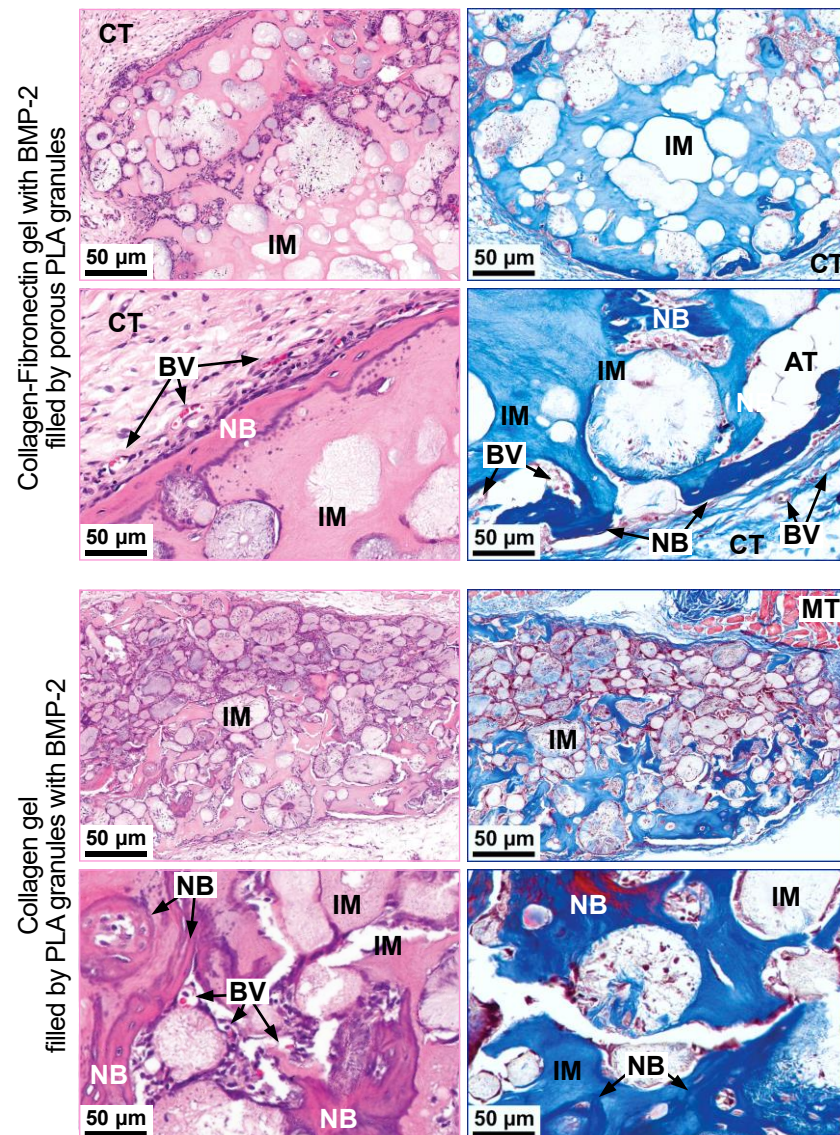 Collagen-Fibronectin gel with BMP-2
filled by porous PLA granules
CT
IM
50 µm
IM
CT
50 µm
CT
BV
NB
IM
50 µm
NB
IM
AT
N
IM
BV
NB
CT
BV
50 µm
Collagen gel
filled by PLA granules with BMP-2
IM
50 µm
MT
IM
50 µm
NB
IM
IM
BV
NB
NB
50 µm
NB
IM
IM
NB
50 µm